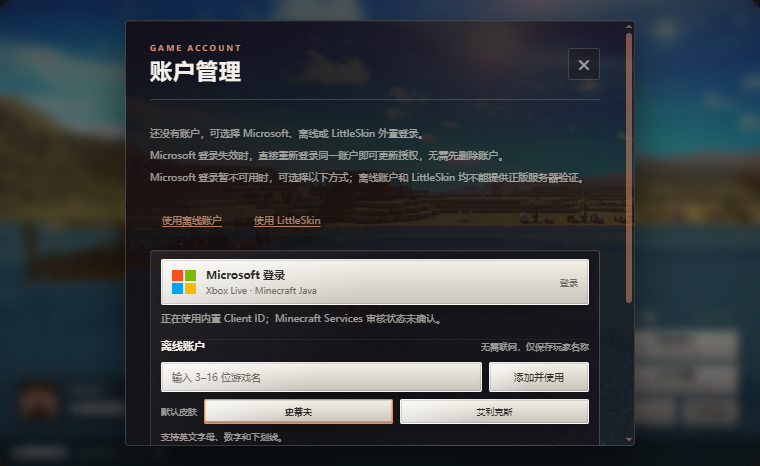 GAME ACCOUNT
账户管理
还没有账户，可选择 Microsoft、离线或 LittleSkin 外置登录。
Microsoft 登录失效时，直接重新登录同一账户即可更新授权，无需先删除账户。
Microsoft 登录暂不可用时，可选择以下方式；离线账户和 LittleSkin 均不能提供正版服务器验证。
使用离线账户 使用 LittleSkin
Microsoft 登录
Xbox Live · Minecraft Java
登录
正在使用内置 Client ID；Minecraft Services 审核状态未确认。
离线账户 无需联网，仅保存玩家名称
输入 3–16 位游戏名 添加并使用
默认皮肤 史蒂夫 艾利克斯
支持英文字母、数字和下划线。